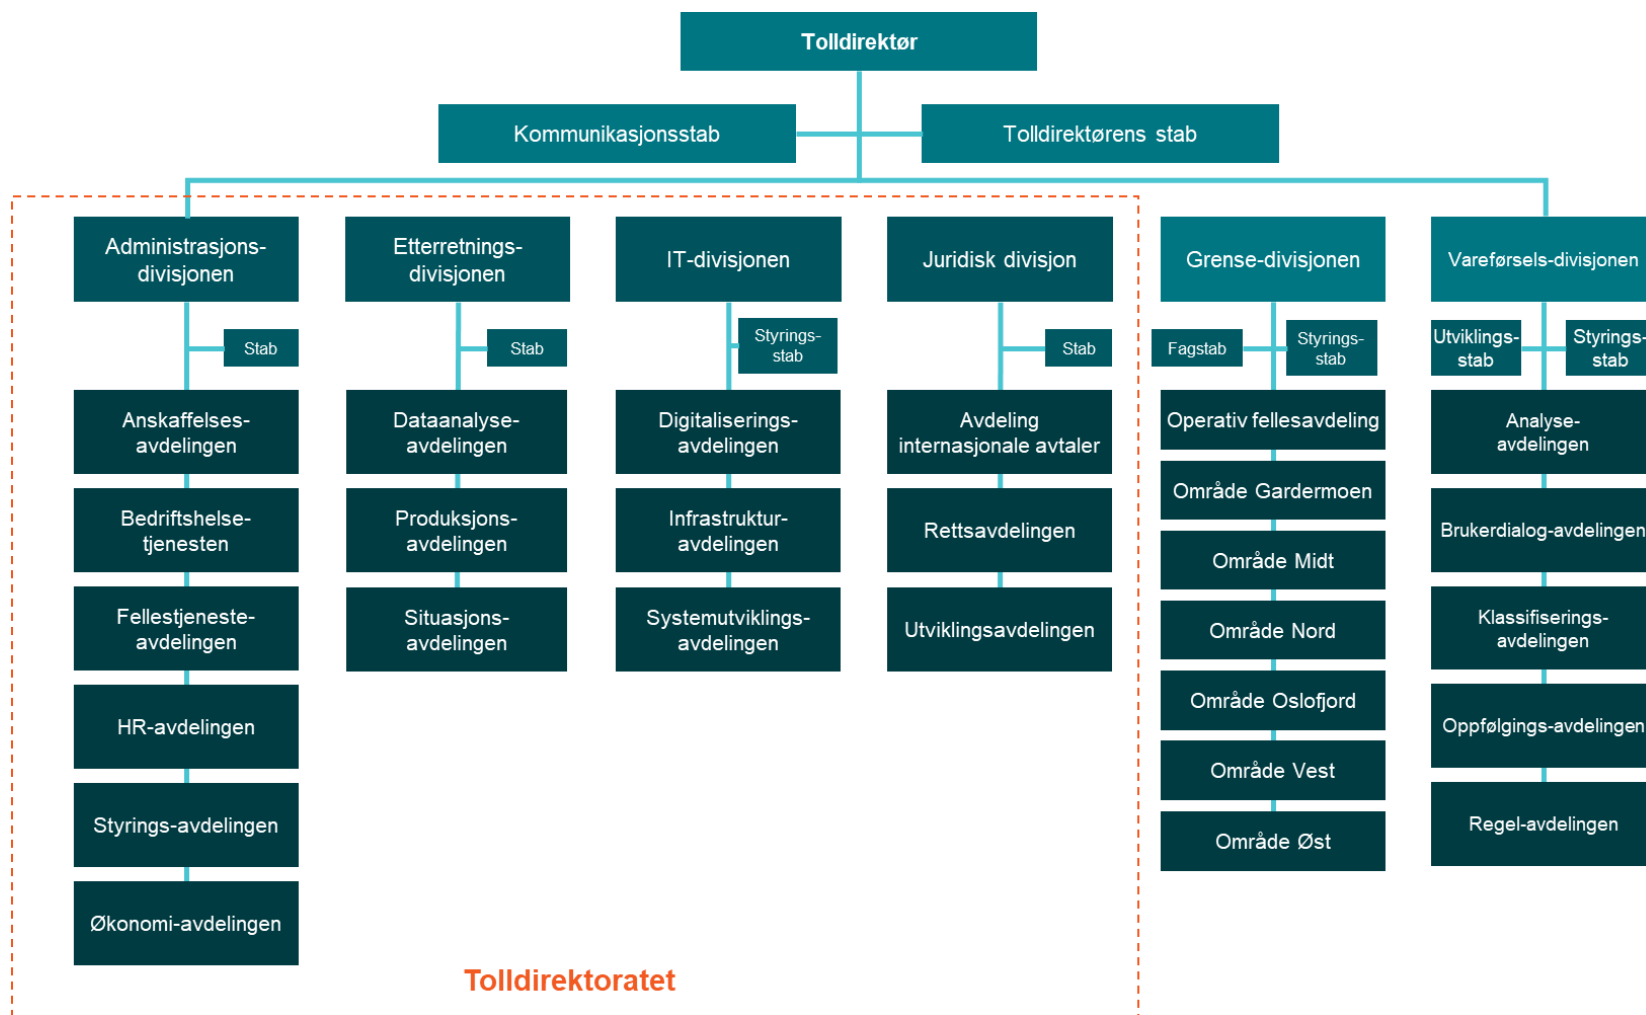 Tolldirektør
Kommunikasjonsstab
Tolldirektørens stab
Administrasjons-
divisjonen
Stab
Anskaffelses-
avdelingen
Bedriftshelse-
tjenesten
Fellestjeneste-
avdelingen
HR-avdelingen
Styrings-avdelingen
Økonomi-avdelingen
Etterretnings-
divisjonen
Stab
Dataanalyse-
avdelingen
Produksjons-
avdelingen
Situasjons-
avdelingen
IT-divisjonen
Styrings-
stab
Digitaliserings-
avdelingen
Infrastruktur-
avdelingen
Systemutviklings-
avdelingen
Juridisk divisjon
Stab
Avdeling
internasjonale avtaler
Rettsavdelingen
Utviklingsavdelingen
Tolldirektoratet
Grense-divisjonen
Fagstab
Styrings-
stab
Operativ fellesavdeling
Område Gardermoen
Område Midt
Område Nord
Område Oslofjord
Område Vest
Område Øst
Vareførsels-divisjonen
Utviklings-
stab
Styrings-
stab
Analyse-
avdelingen
Brukerdialog-avdelingen
Klassifiserings-
avdelingen
Oppfølgings-avdelingen
Regel-avdelingen